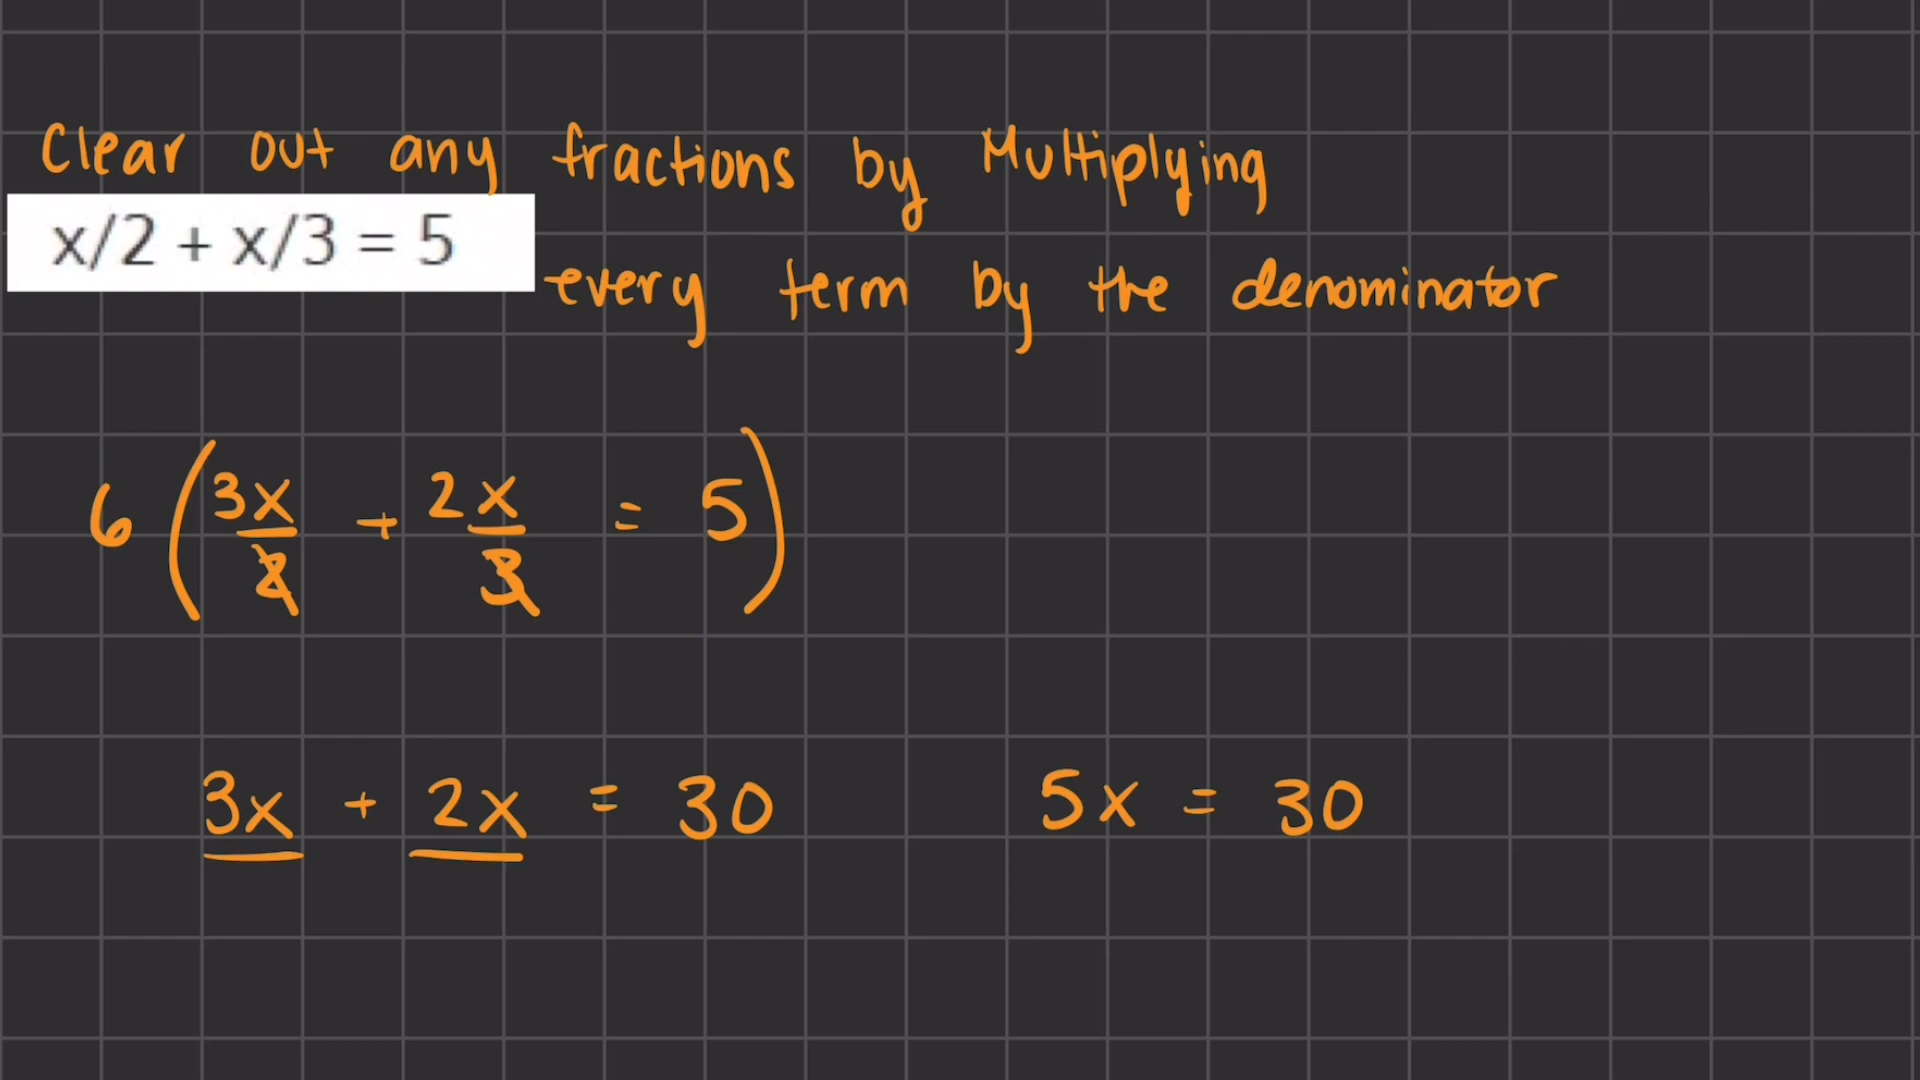 Clear out any fractions by Multiplying
x/2 + x/3 = 5
every term by the denominator
6 ( 3x/2 + 2x/3 = 5 )
3x + 2x = 30
5x = 30